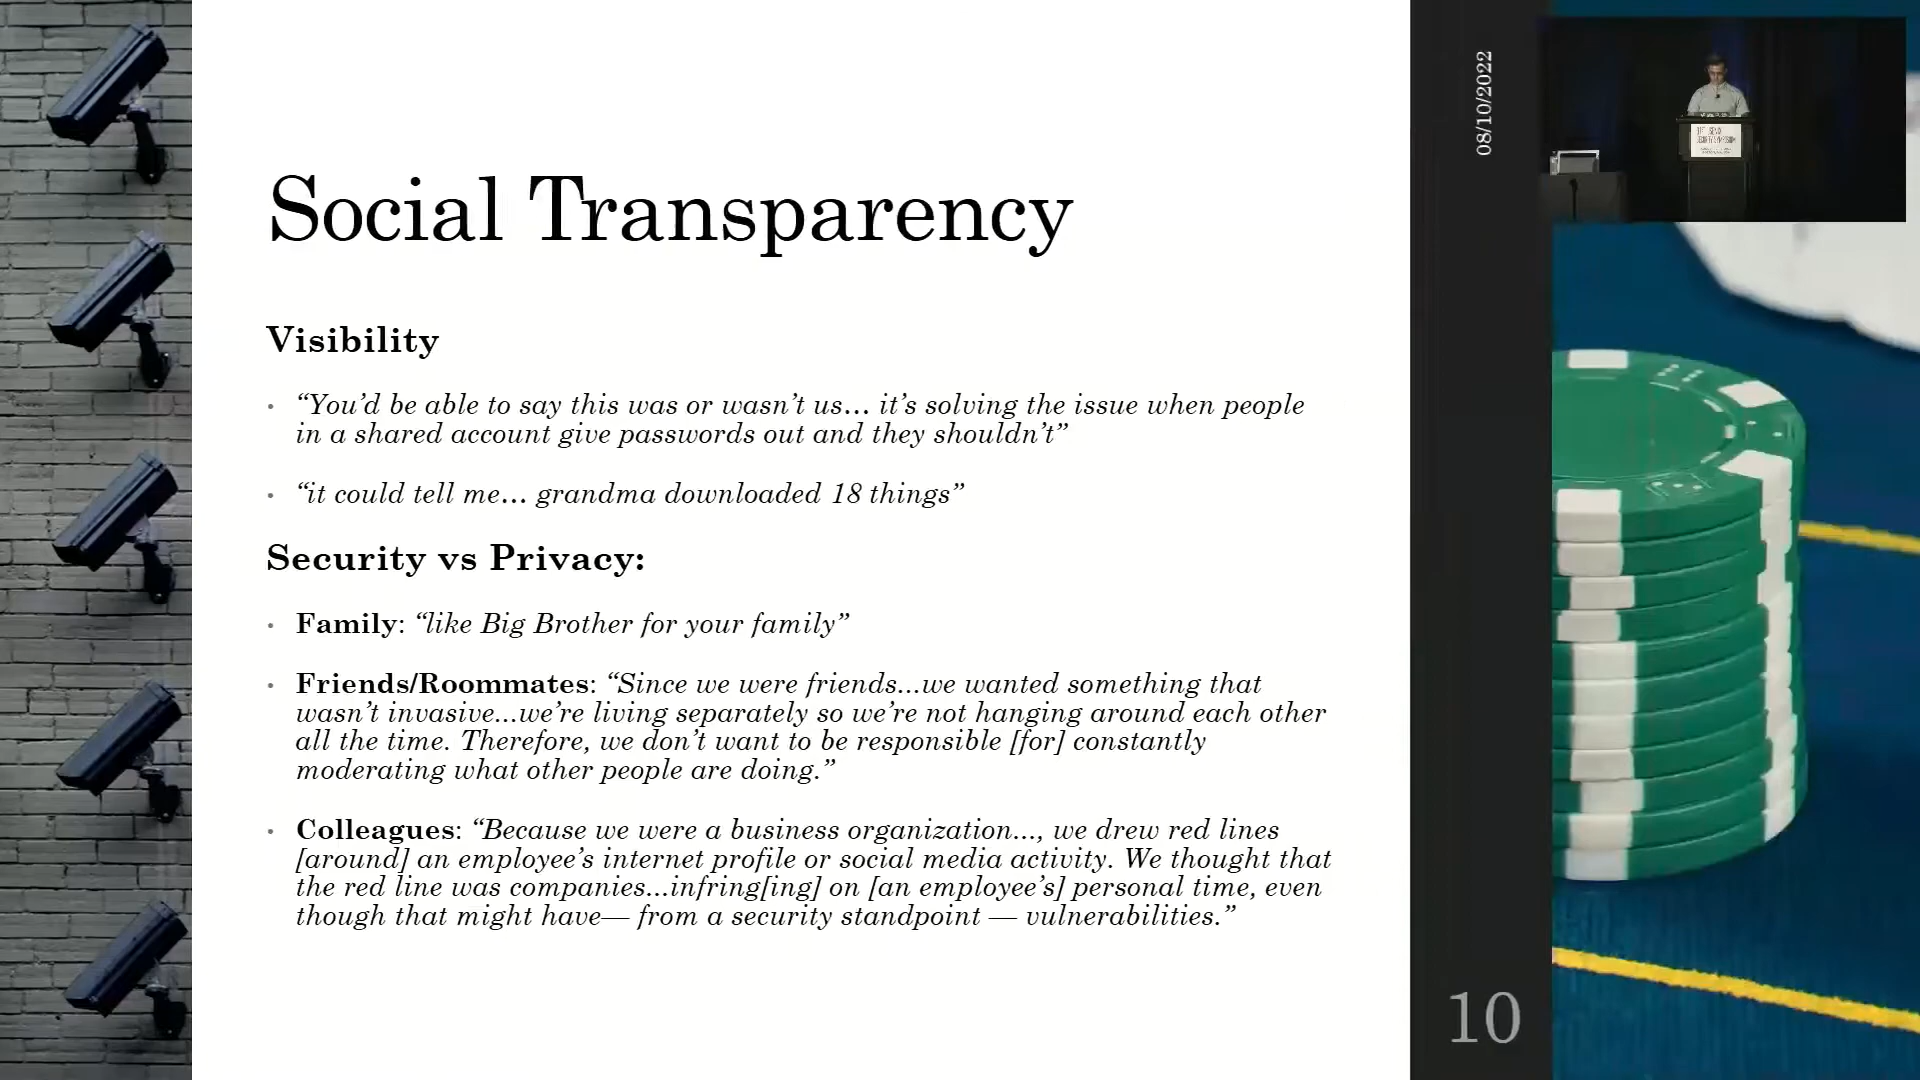 Social Transparency
Visibility
• “You’d be able to say this was or wasn’t us… it’s solving the issue when people
in a shared account give passwords out and they shouldn’t”
• “it could tell me… grandma downloaded 18 things”
Security vs Privacy:
• Family: “like Big Brother for your family”
• Friends/Roommates: “Since we were friends...we wanted something that
wasn’t invasive...we’re living separately so we’re not hanging around each other
all the time. Therefore, we don’t want to be responsible [for] constantly
moderating what other people are doing.”
• Colleagues: “Because we were a business organization..., we drew red lines
[around] an employee’s internet profile or social media activity. We thought that
the red line was companies...infring[ing] on [an employee’s] personal time, even
though that might have— from a security standpoint — vulnerabilities.”
08/10/2022
10